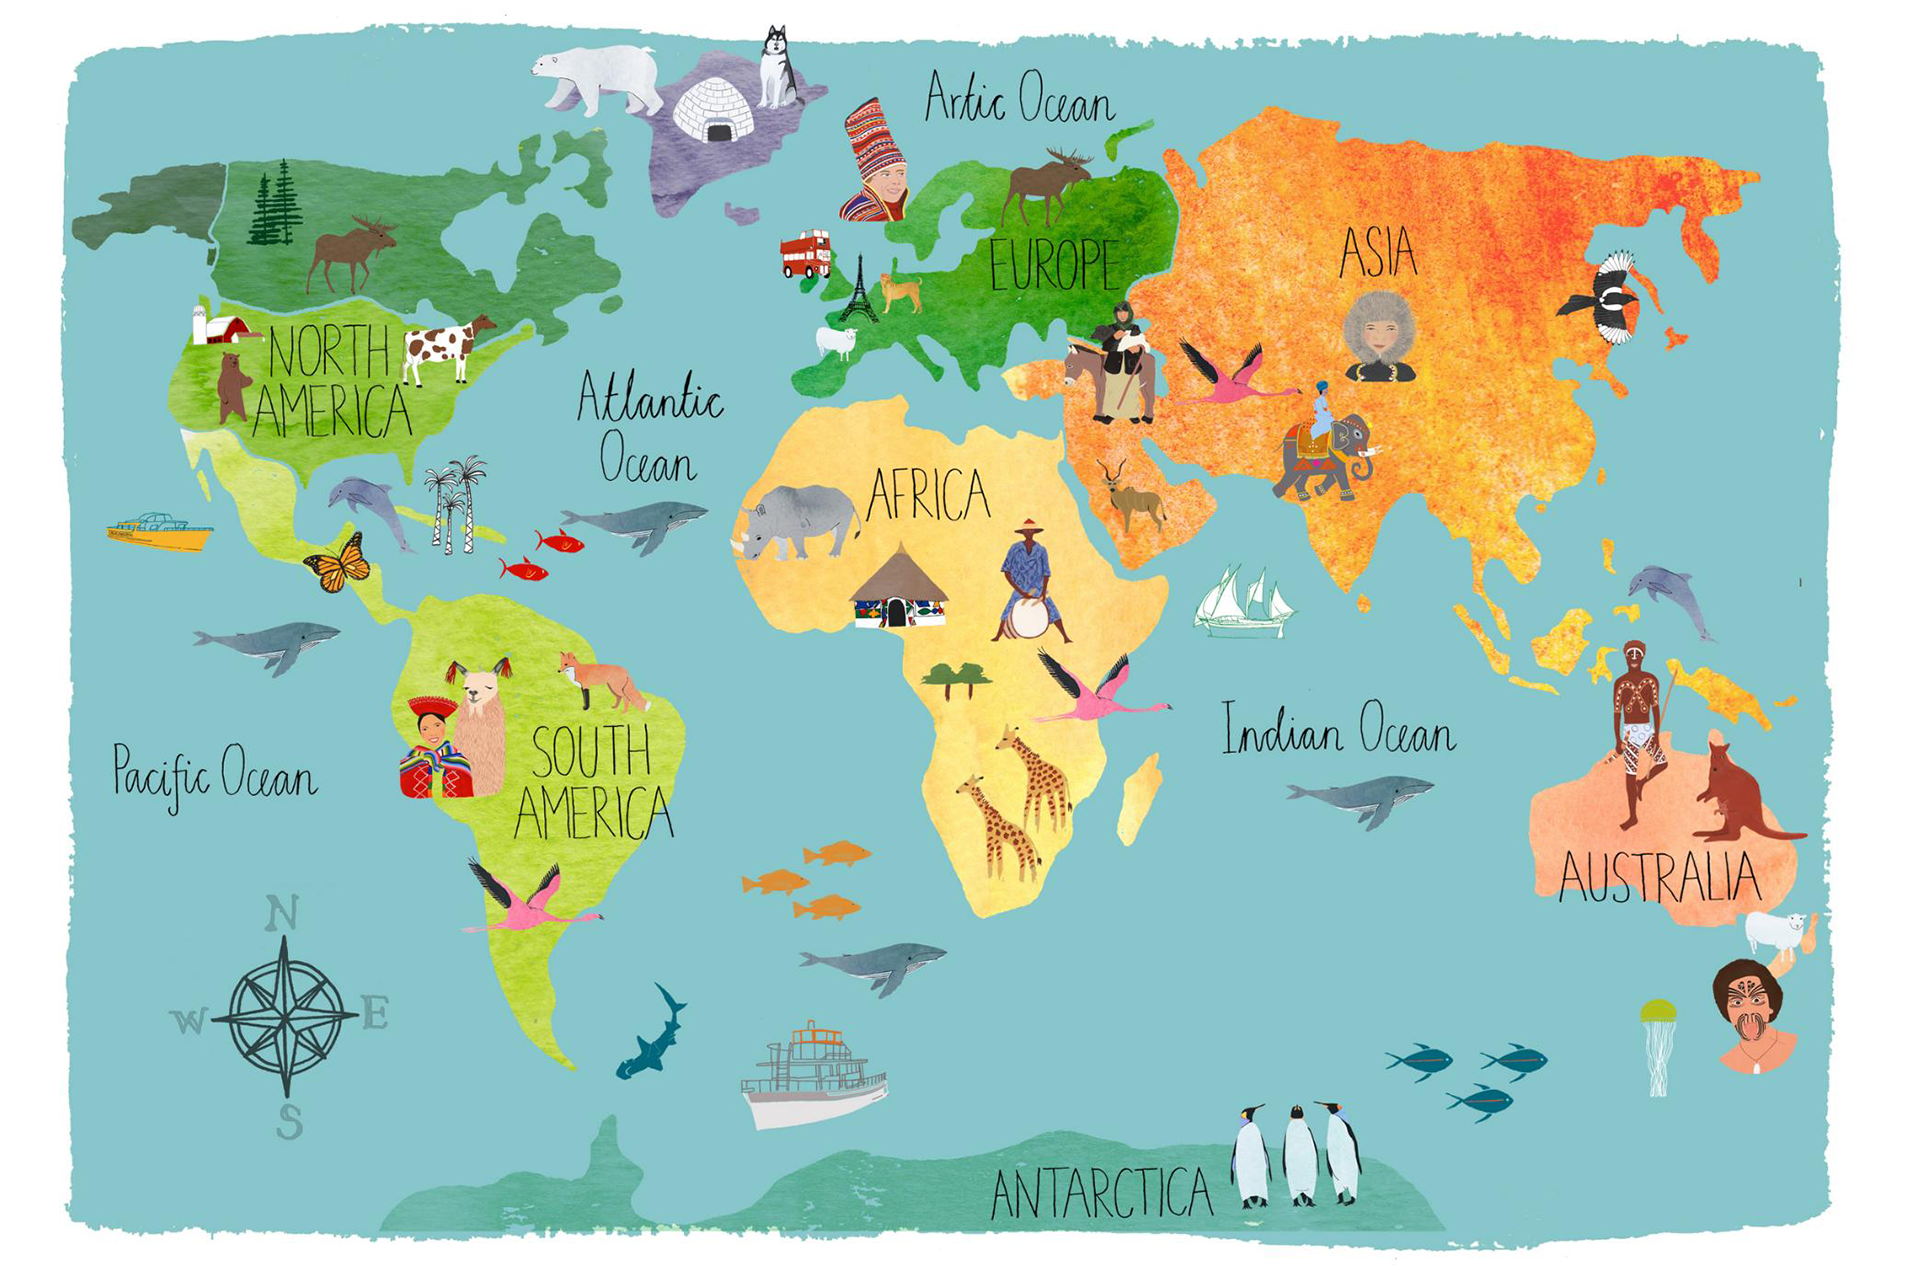 Artic Ocean
EUROPE
ASIA
NORTH
AMERICA
Atlantic
Ocean
AFRICA
Pacific Ocean
SOUTH
AMERICA
Indian Ocean
AUSTRALIA
N
W
E
S
ANTARCTICA